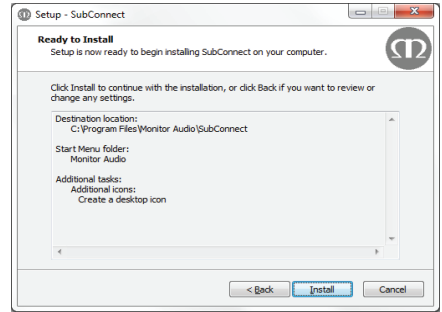 Setup - SubConnect
Ready to Install
Setup is now ready to begin installing SubConnect on your computer.
Click Install to continue with the installation, or click Back if you want to review or
change any settings.
Destination location:
C:\Program Files\Monitor Audio\SubConnect
Start Menu folder:
Monitor Audio
Additional tasks:
Additional icons:
Create a desktop icon
< Back
Install
Cancel